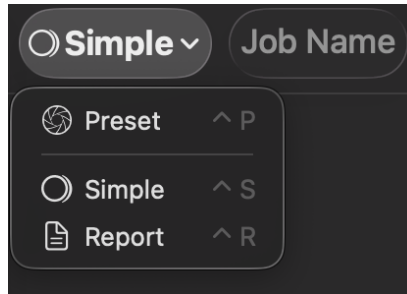 Simple
Job Name
Preset ^ P
Simple ^ S
Report ^ R